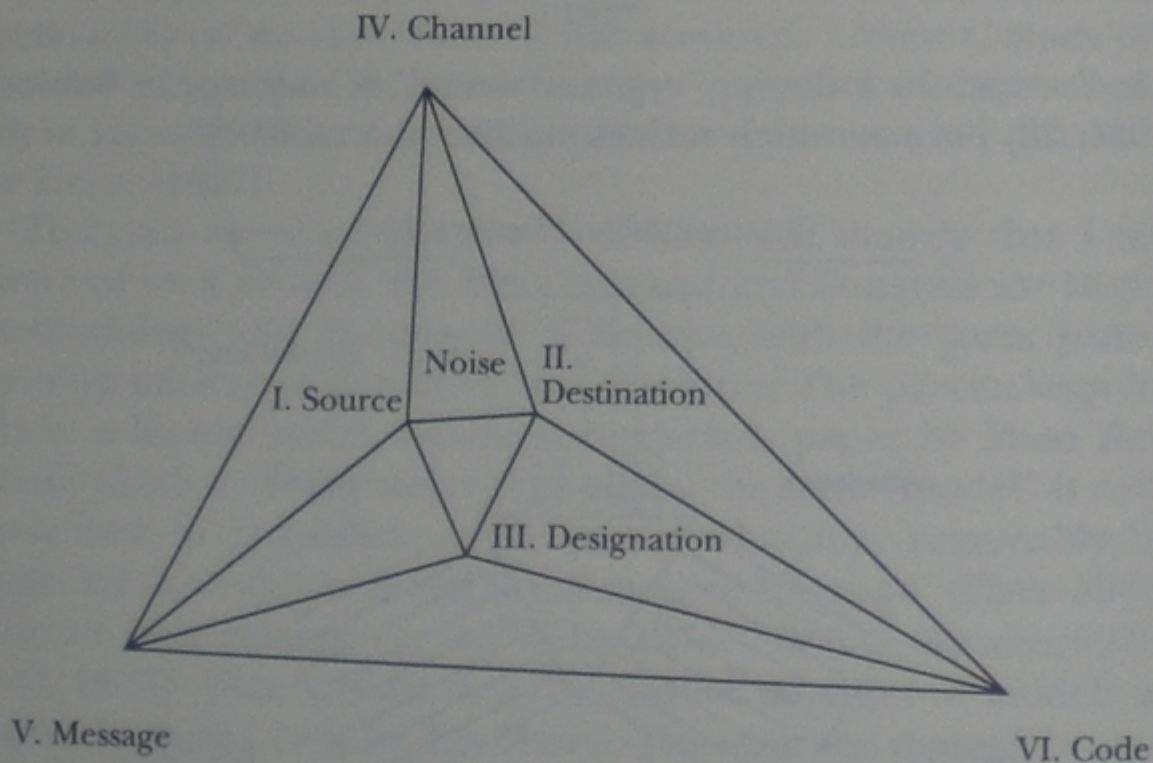 IV. Channel
Noise
II.
Destination
I. Source
III. Designation
V. Message
VI. Code